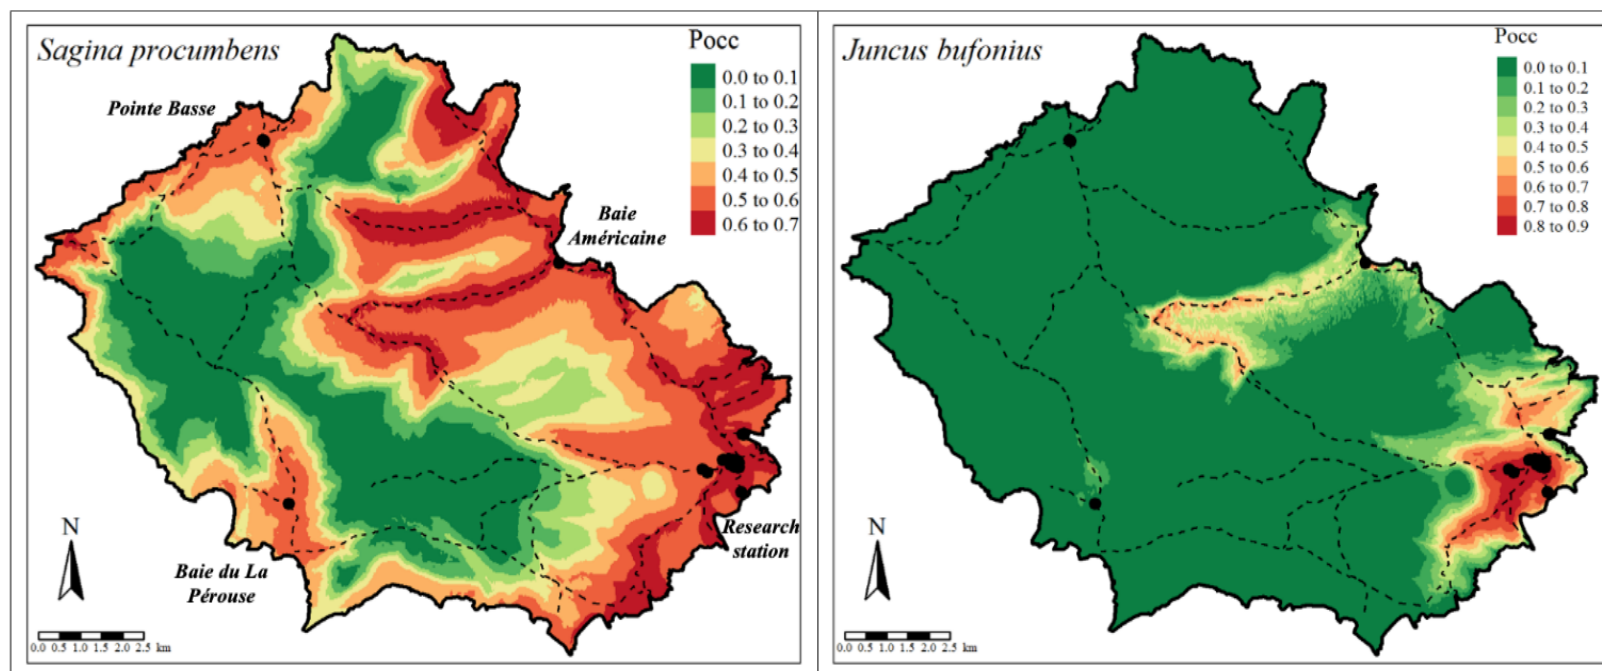 Sagina procumbens
Pocc
0.0 to 0.1
0.1 to 0.2
0.2 to 0.3
0.3 to 0.4
0.4 to 0.5
0.5 to 0.6
0.6 to 0.7
Pointe Basse
Baie
Américaine
Research
station
Baie du La
Pérouse
N
0.0 0.5 1.0 1.5 2.0 2.5 km
Juncus bufonius
Pocc
0.0 to 0.1
0.1 to 0.2
0.2 to 0.3
0.3 to 0.4
0.4 to 0.5
0.5 to 0.6
0.6 to 0.7
0.7 to 0.8
0.8 to 0.9
N
0.0 0.5 1.0 1.5 2.0 2.5 km